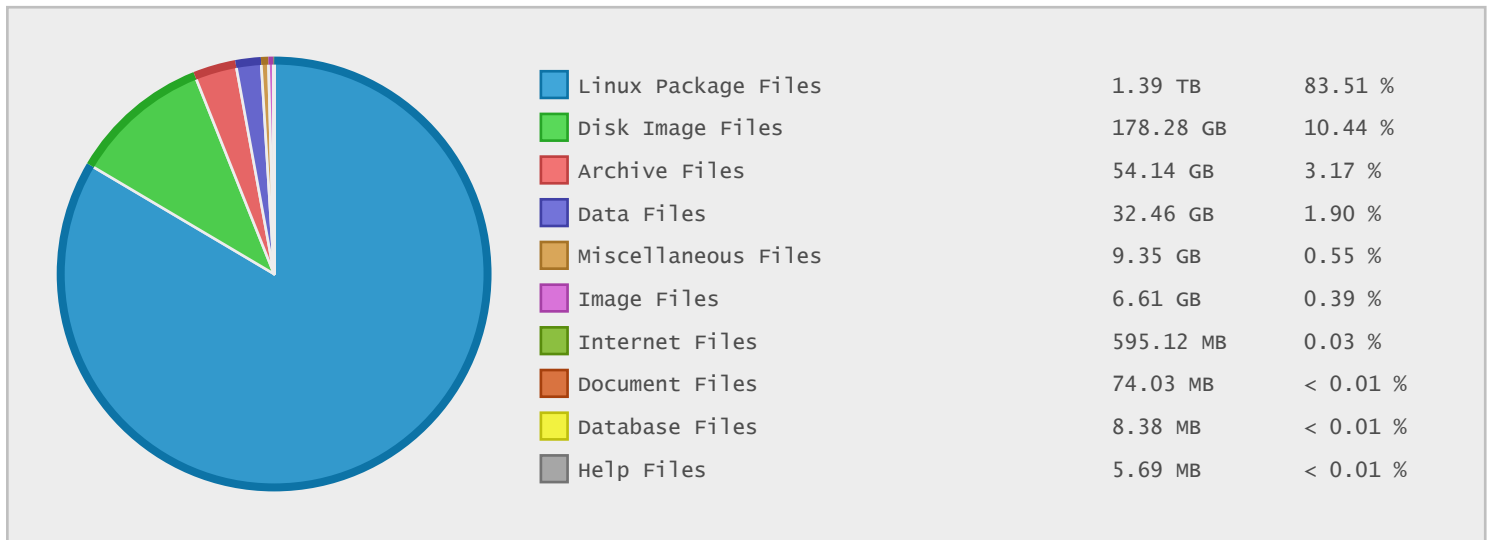 Linux Package Files 1.39 TB 83.51 %
Disk Image Files 178.28 GB 10.44 %
Archive Files 54.14 GB 3.17 %
Data Files 32.46 GB 1.90 %
Miscellaneous Files 9.35 GB 0.55 %
Image Files 6.61 GB 0.39 %
Internet Files 595.12 MB 0.03 %
Document Files 74.03 MB < 0.01 %
Database Files 8.38 MB < 0.01 %
Help Files 5.69 MB < 0.01 %